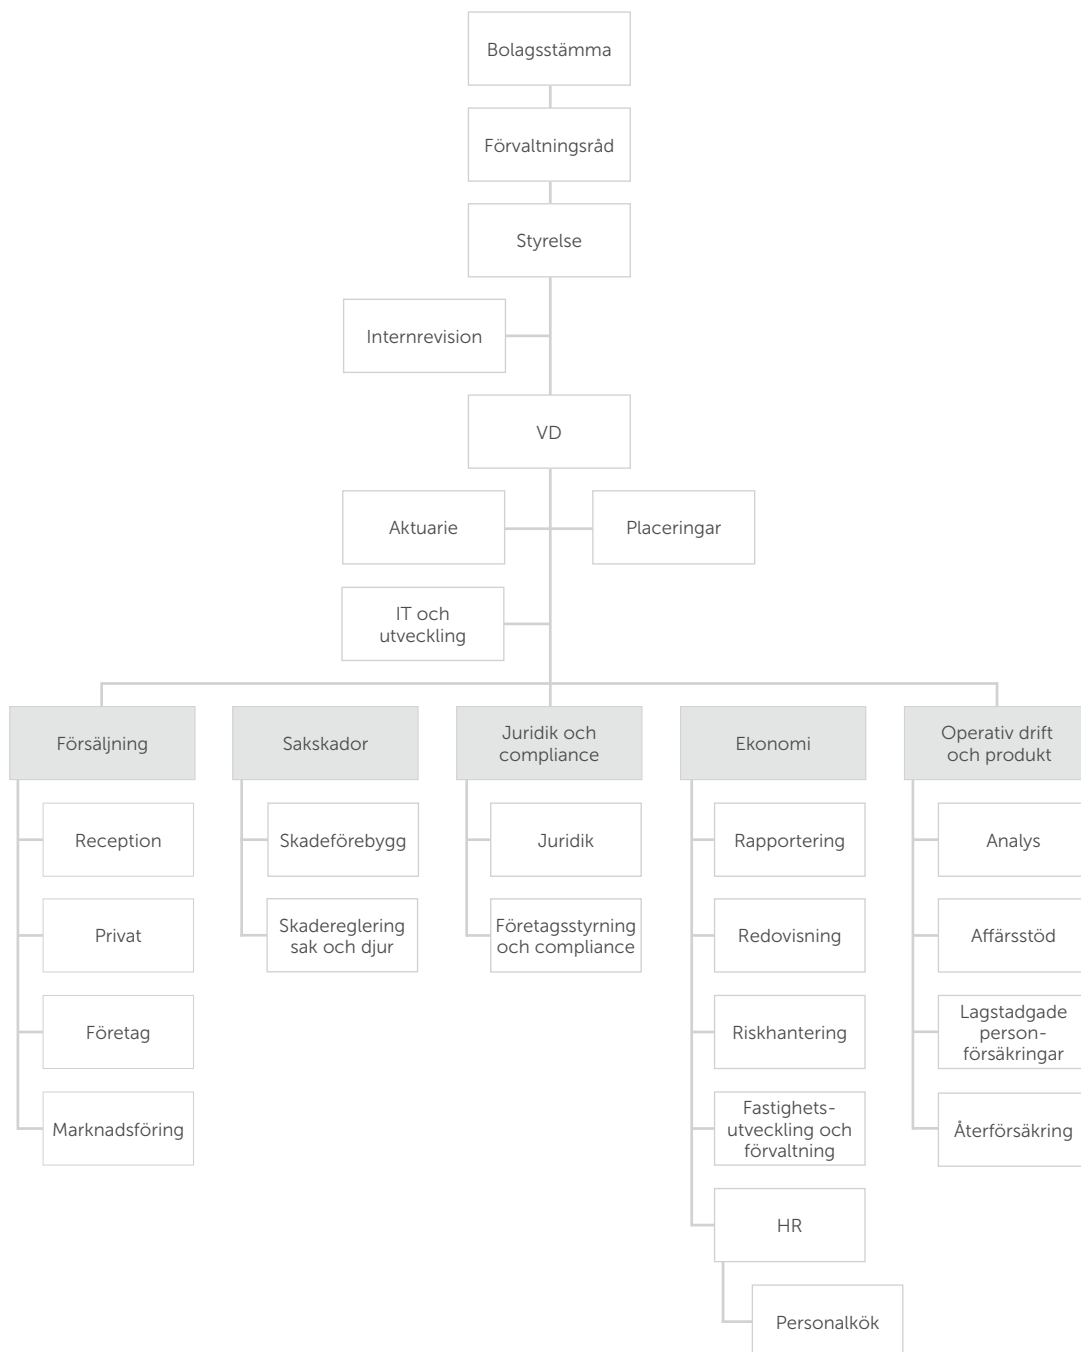 Bolagsstämma
Förvaltningsråd
Styrelse
Internrevision
VD
Aktuarie
Placeringar
IT och
utveckling
Försäljning
Sakskador
Juridik och
compliance
Ekonomi
Operativ drift
och produkt
Reception
Skadeförebygg
Juridik
Rapportering
Analys
Privat
Skadereglering
sak och djur
Företagsstyrning
och compliance
Redovisning
Affärsstöd
Företag
Riskhantering
Lagstadgade
person-
försäkringar
Marknadsföring
Fastighets-
utveckling och
förvaltning
Återförsäkring
HR
Personalkök